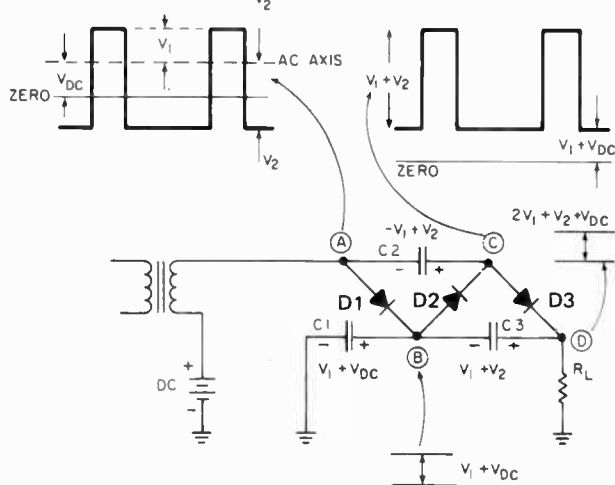 V2
V1
AC AXIS
VDC
ZERO
V2
V1 + V2
V1 + VDC
ZERO
2V1 + V2 + VDC
A
-V1 + V2
C
C2
- +
D1
D2
D3
C1
- +
C3
- +
D
B
V1 + VDC
V1 + V2
RL
+
DC
-
V1 + VDC